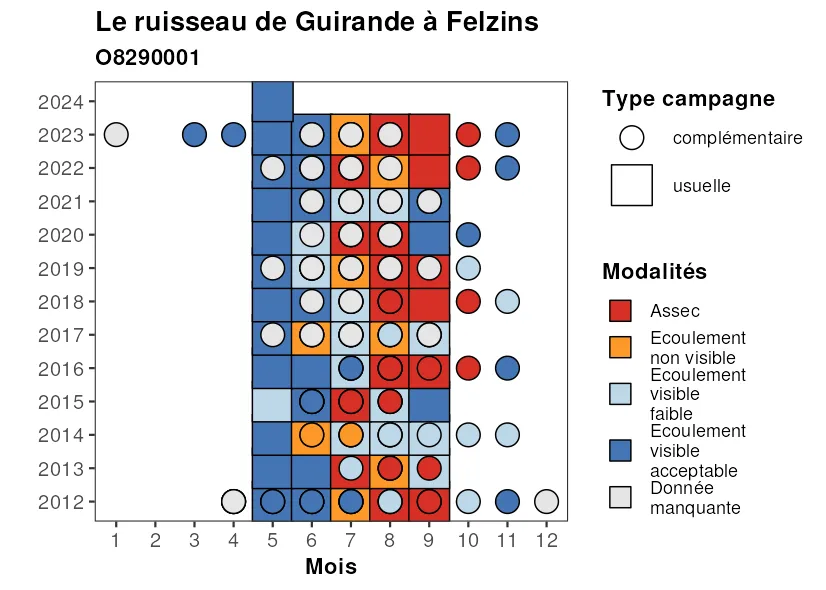 Le ruisseau de Guirande à Felzins
O8290001
2024
2023
2022
2021
2020
2019
2018
2017
2016
2015
2014
2013
2012
1 2 3 4 5 6 7 8 9 10 11 12
Mois
Type campagne
complémentaire
usuelle
Modalités
Assec
Ecoulement
non visible
Ecoulement
visible
faible
Ecoulement
visible
acceptable
Donnée
manquante